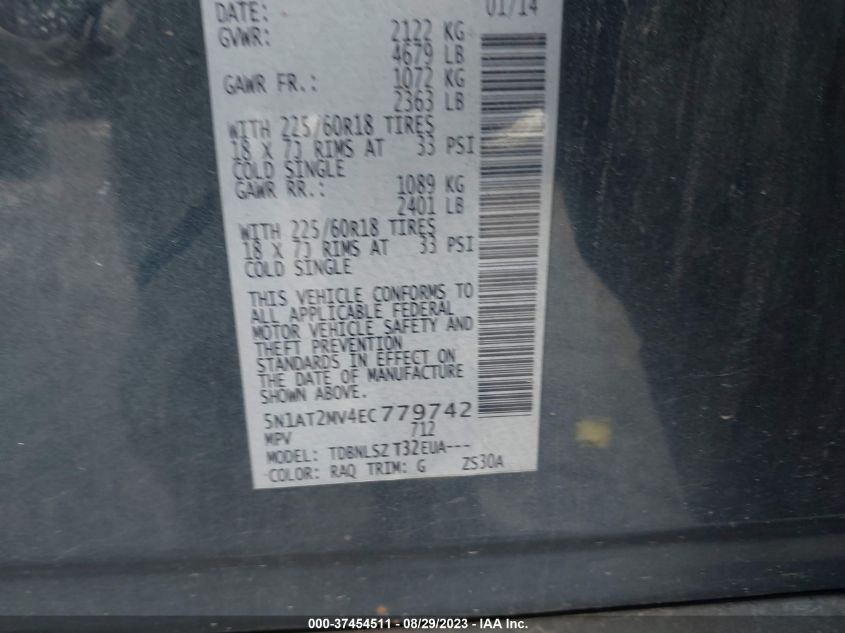 DATE: 01/14
GVWR: 2122 KG
4679 LB
GAWR FR.: 1072 KG
2363 LB
WITH 225/60R18 TIRES
18 X 7J RIMS AT 33 PSI
COLD SINGLE
GAWR RR.: 1089 KG
2401 LB
WITH 225/60R18 TIRES
18 X 7J RIMS AT 33 PSI
COLD SINGLE
THIS VEHICLE CONFORMS TO
ALL APPLICABLE FEDERAL
MOTOR VEHICLE SAFETY AND
THEFT PREVENTION
STANDARDS IN EFFECT ON
THE DATE OF MANUFACTURE
SHOWN ABOVE.
5N1AT2MV4EC779742
MPV 712
MODEL: TDBNLSZ T32EUA---
COLOR: RAQ TRIM: G ZS30A
000-37454511 - 08/29/2023 - IAA Inc.